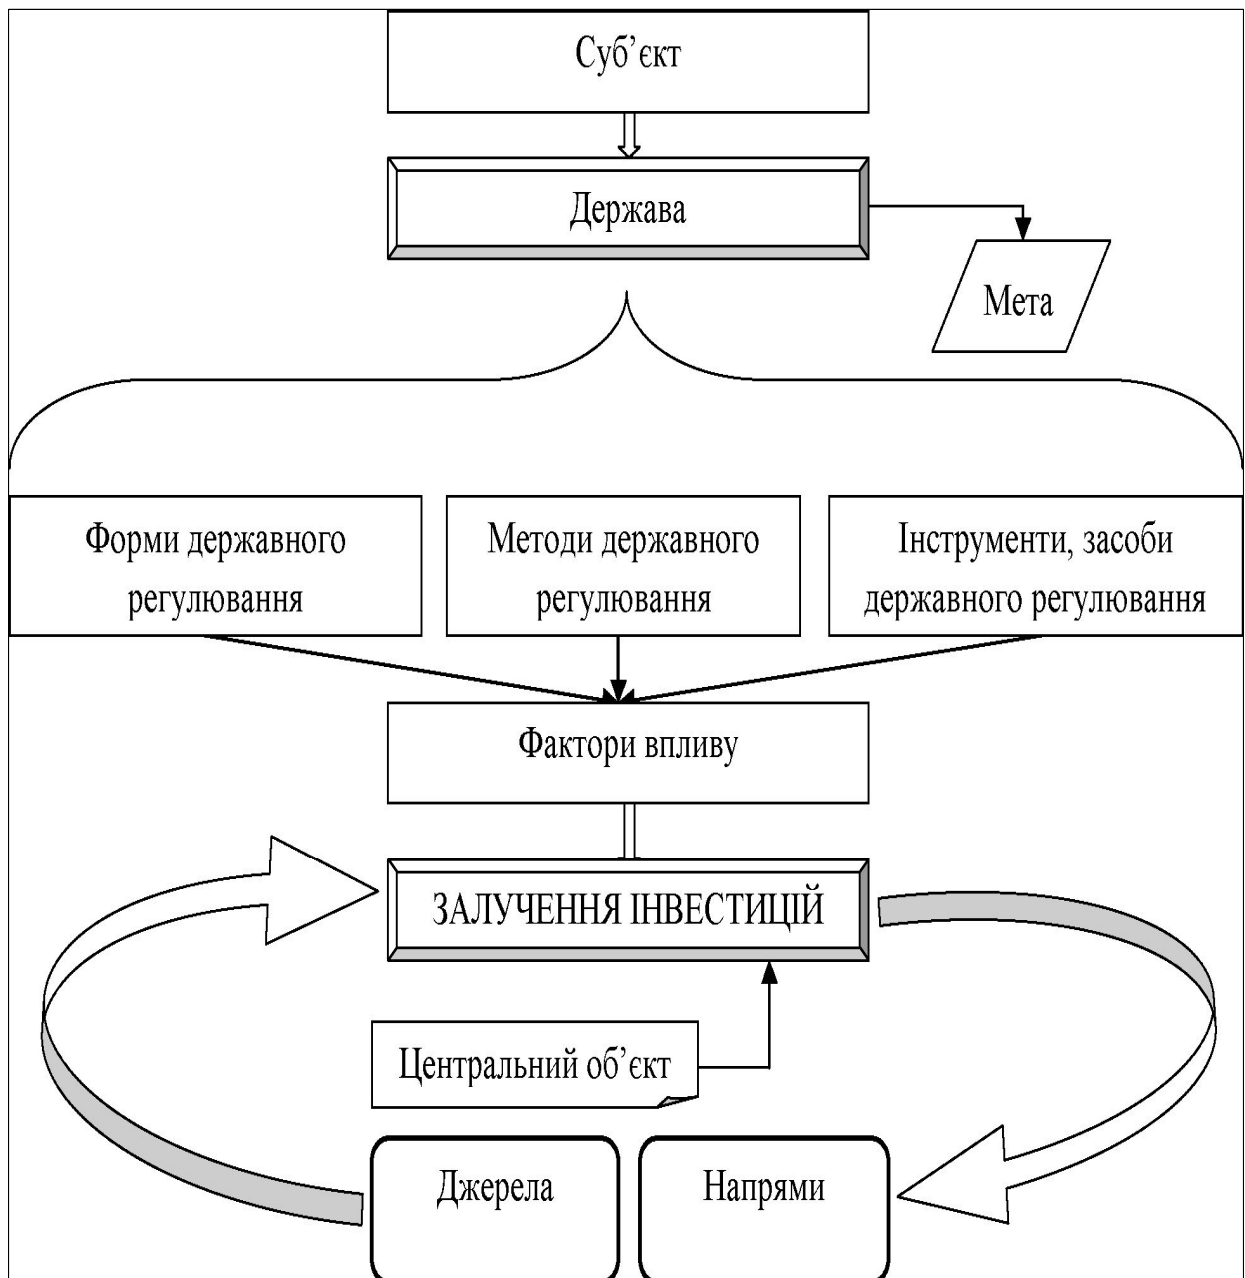 Суб’єкт
Держава
Мета
Форми державного
регулювання
Методи державного
регулювання
Інструменти, засоби
державного регулювання
Фактори впливу
ЗАЛУЧЕННЯ ІНВЕСТИЦІЙ
Центральний об’єкт
Джерела
Напрями